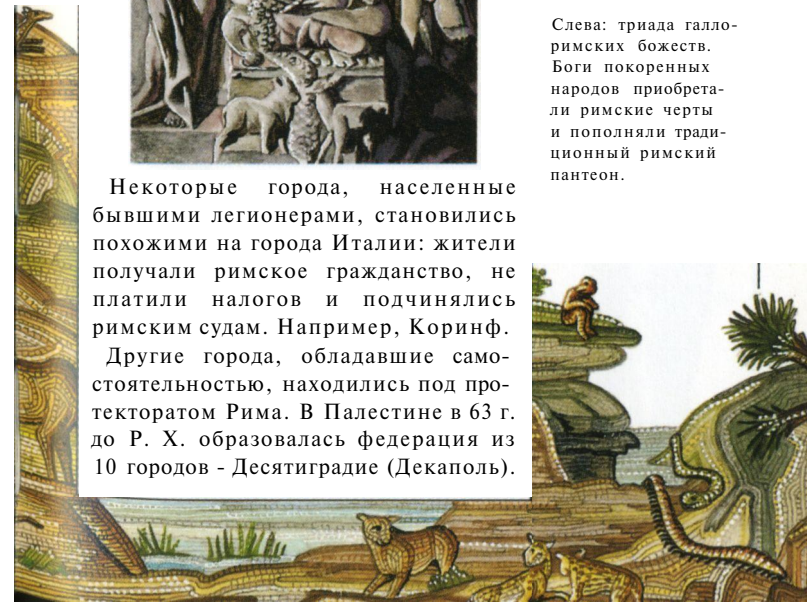 Слева: триада галло-
римских божеств.
Боги покоренных
народов приобрета-
ли римские черты
и пополняли тради-
ционный римский
пантеон.
Некоторые города, населенные
бывшими легионерами, становились
похожими на города Италии: жители
получали римское гражданство, не
платили налогов и подчинялись
римским судам. Например, Коринф.
Другие города, обладавшие само-
стоятельностью, находились под про-
текторатом Рима. В Палестине в 63 г.
до Р. Х. образовалась федерация из
10 городов - Десятиградие (Декаполь).